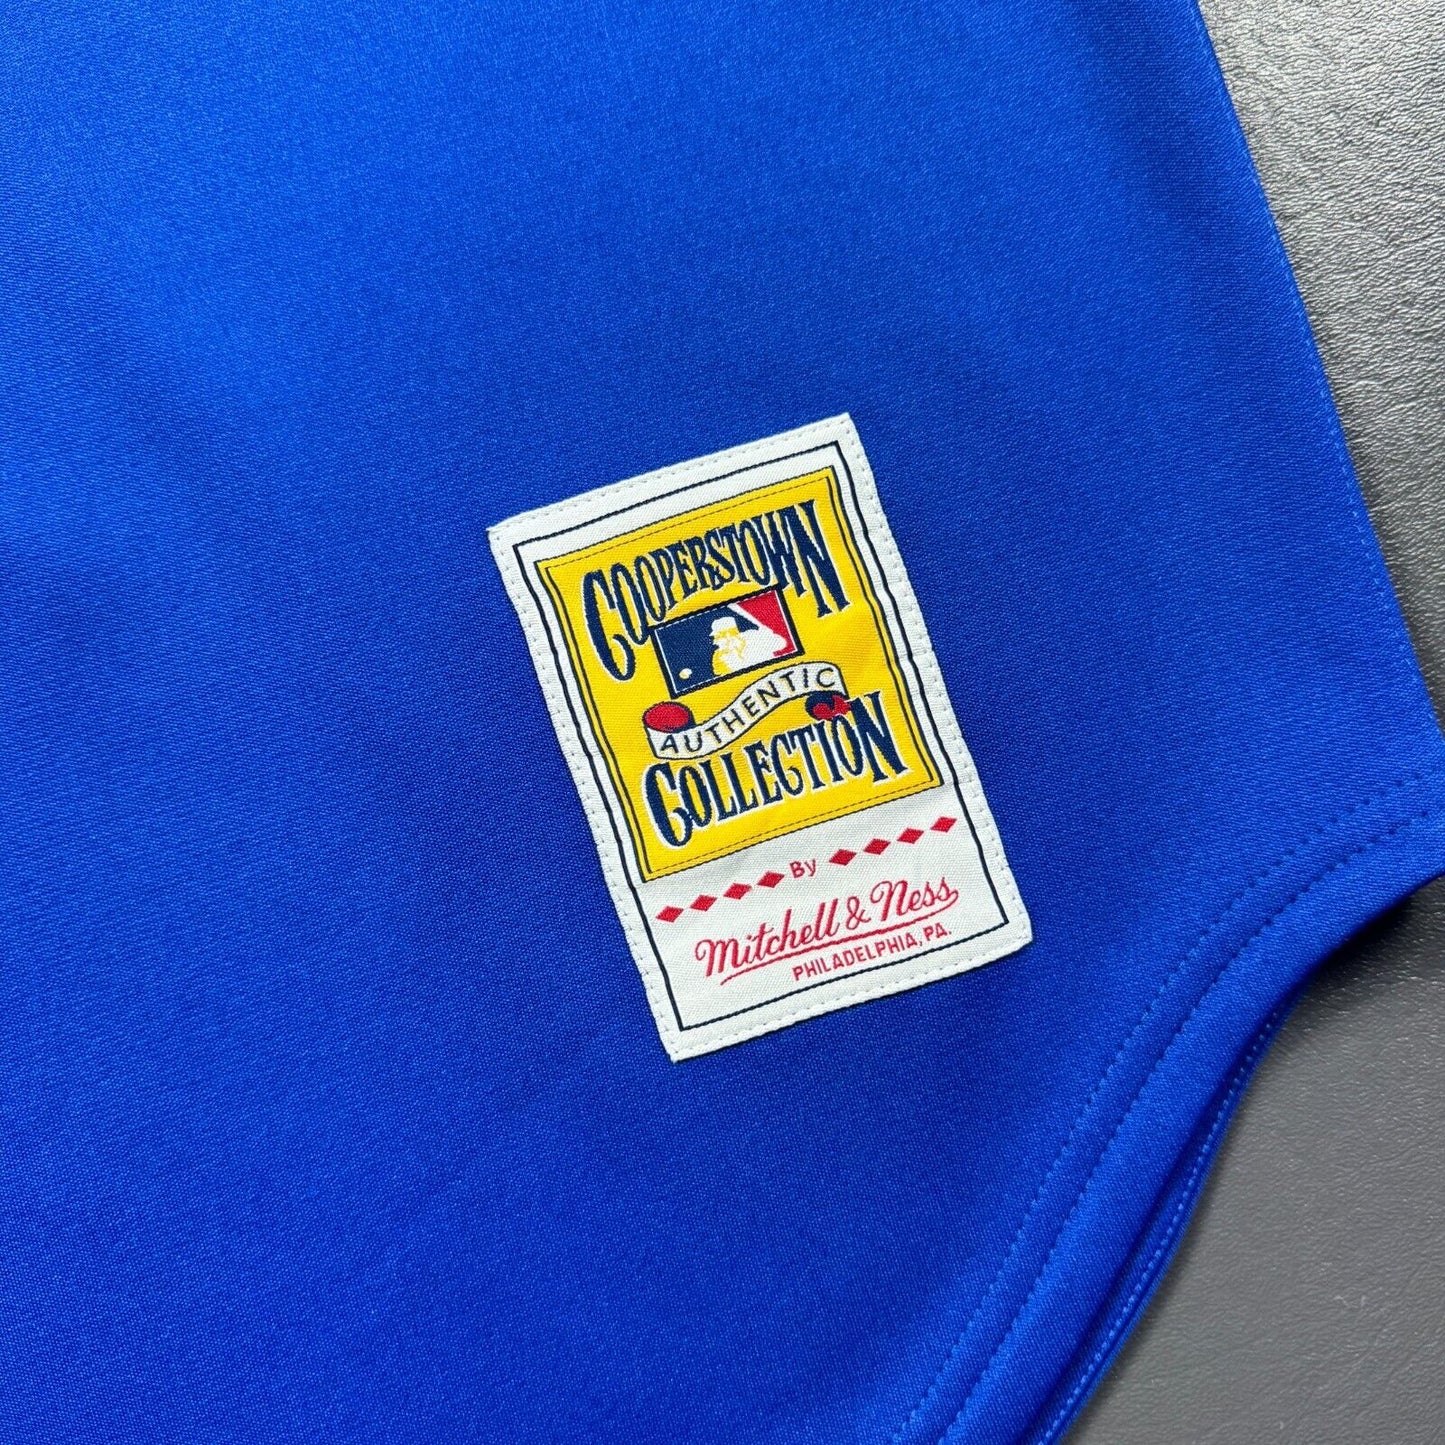 COOPERSTOWN
AUTHENTIC
COLLECTION
By
Mitchell & Ness
PHILADELPHIA, PA.